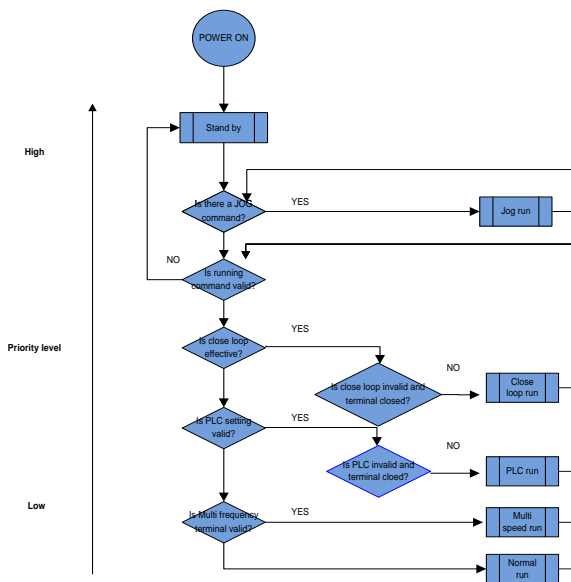 POWER ON
Stand by
High
Is there a JOG
command?
YES
Jog run
NO
Is running
command valid?
Priority level
Is close loop
effective?
YES
Is close loop invalid and
terminal closed?
NO
Close
loop run
Is PLC setting
valid?
YES
Is PLC invalid and
terminal cloed?
NO
PLC run
Low
Is Multi frequency
terminal valid?
YES
Multi
speed run
Normal
run